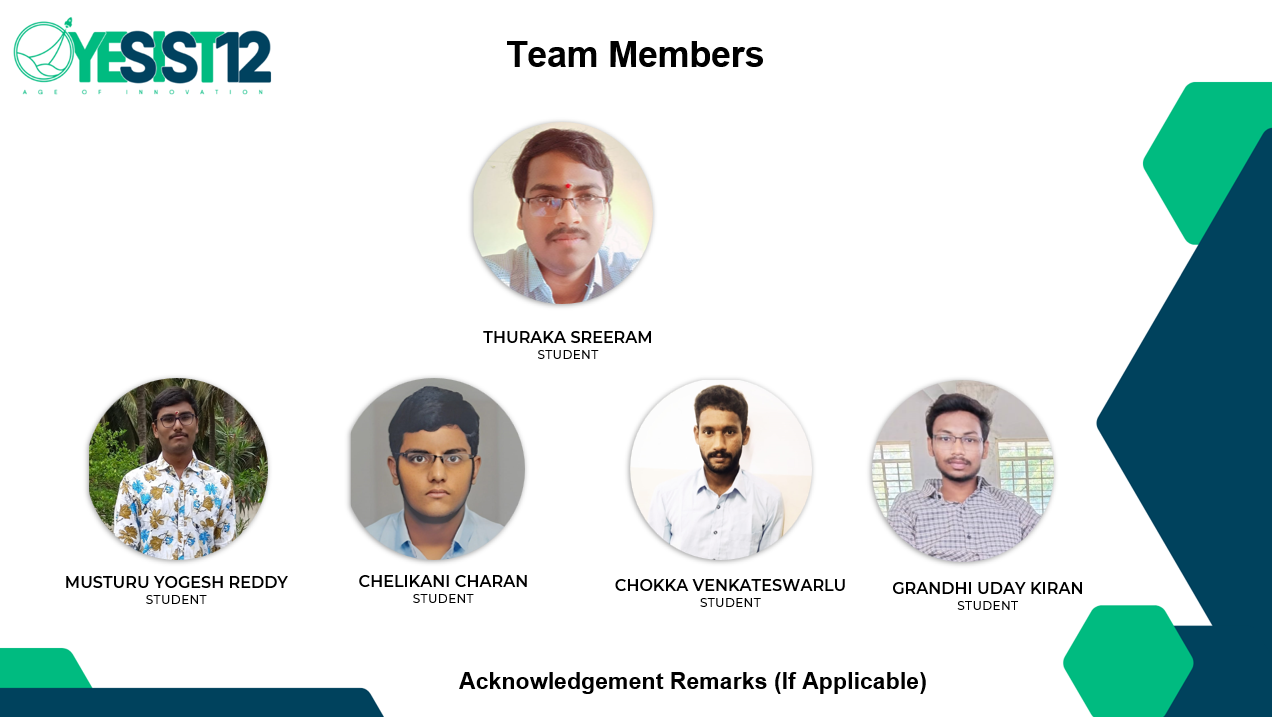 YESIST12
AGE OF INNOVATION
Team Members
THURAKA SREERAM
STUDENT
MUSTURU YOGESH REDDY
STUDENT
CHELIKANI CHARAN
STUDENT
CHOKKA VENKATESWARLU
STUDENT
GRANDHI UDAY KIRAN
STUDENT
Acknowledgement Remarks (If Applicable)